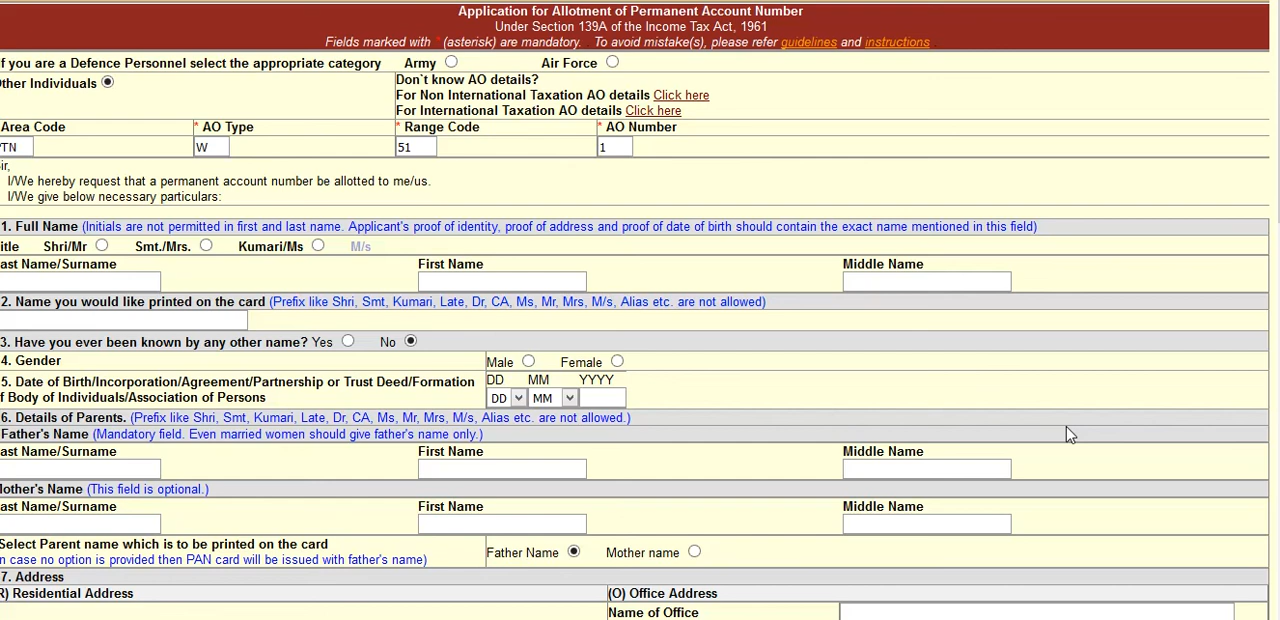 Application for Allotment of Permanent Account Number
Under Section 139A of the Income Tax Act, 1961
Fields marked with * (asterisk) are mandatory. To avoid mistake(s), please refer guidelines and instructions
f you are a Defence Personnel select the appropriate category Army Air Force
ther Individuals
Don`t know AO details?
For Non International Taxation AO details Click here
For International Taxation AO details Click here
Area Code * AO Type * Range Code * AO Number
TN W 51 1
ir,
I/We hereby request that a permanent account number be allotted to me/us.
I/We give below necessary particulars:
1. Full Name (Initials are not permitted in first and last name. Applicant's proof of identity, proof of address and proof of date of birth should contain the exact name mentioned in this field)
itle Shri/Mr Smt./Mrs. Kumari/Ms M/s
ast Name/Surname First Name Middle Name
2. Name you would like printed on the card (Prefix like Shri, Smt, Kumari, Late, Dr, CA, Ms, Mr, Mrs, M/s, Alias etc. are not allowed)
3. Have you ever been known by any other name? Yes No
4. Gender Male Female
5. Date of Birth/Incorporation/Agreement/Partnership or Trust Deed/Formation DD MM YYYY
f Body of Individuals/Association of Persons DD MM
6. Details of Parents. (Prefix like Shri, Smt, Kumari, Late, Dr, CA, Ms, Mr, Mrs, M/s, Alias etc. are not allowed.)
Father's Name (Mandatory field. Even married women should give father's name only.)
ast Name/Surname First Name Middle Name
Mother's Name (This field is optional.)
ast Name/Surname First Name Middle Name
Select Parent name which is to be printed on the card
n case no option is provided then PAN card will be issued with father's name) Father Name Mother name
7. Address
R) Residential Address (O) Office Address
Name of Office